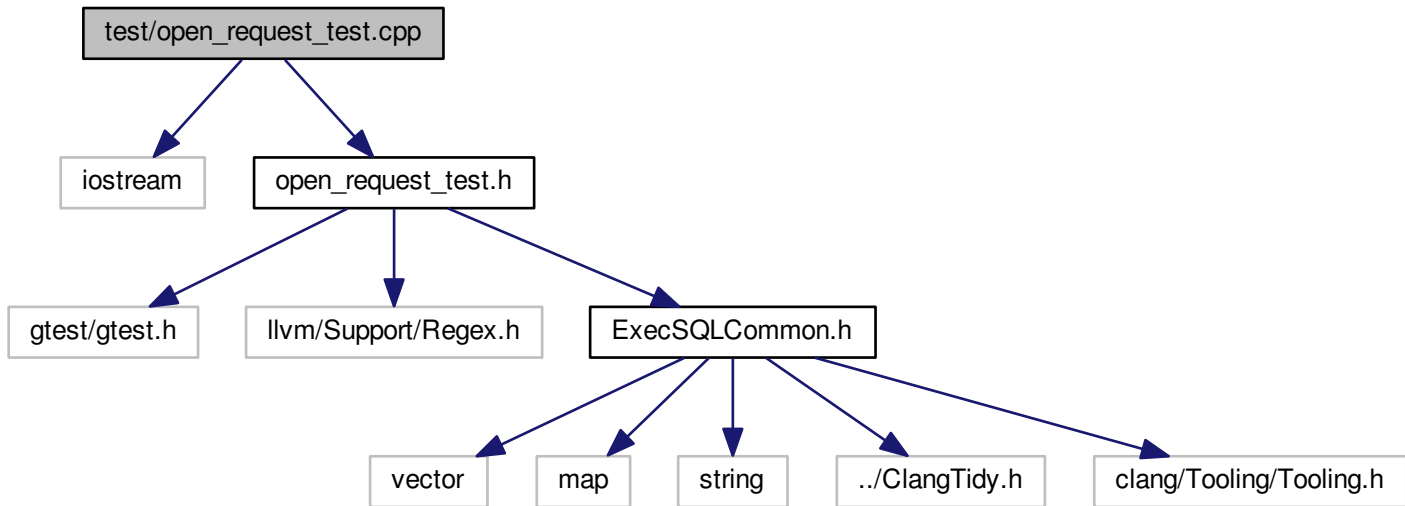 test/open_request_test.cpp
iostream
open_request_test.h
gtest/gtest.h
llvm/Support/Regex.h
ExecSQLCommon.h
vector
map
string
../ClangTidy.h
clang/Tooling/Tooling.h